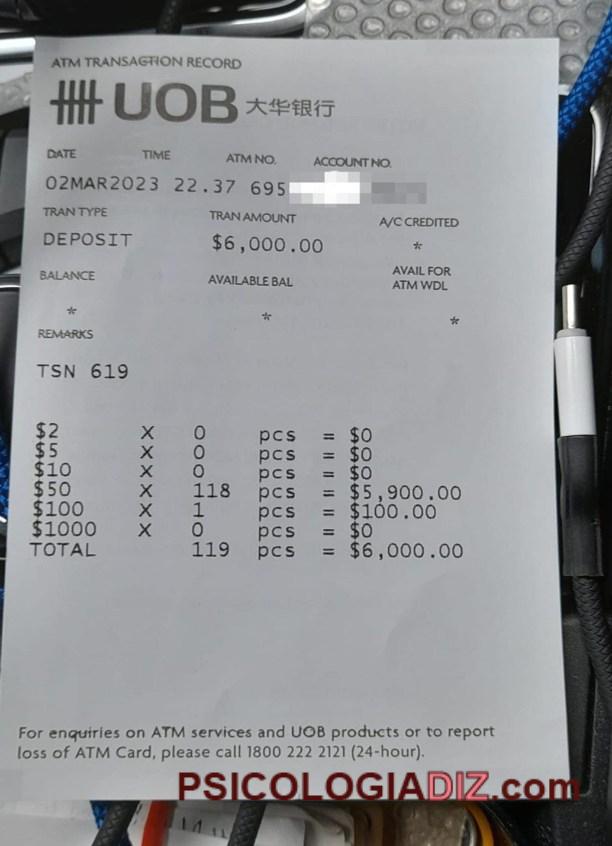 ATM TRANSACTION RECORD
UOB 大华银行
DATE TIME ATM NO. ACCOUNT NO.
02MAR2023 22.37 695
TRAN TYPE TRAN AMOUNT A/C CREDITED
DEPOSIT $6,000.00 *
BALANCE AVAILABLE BAL AVAIL FOR
ATM WDL
* * *
REMARKS
TSN 619
$2 X 0 pcs = $0
$5 X 0 pcs = $0
$10 X 0 pcs = $0
$50 X 118 pcs = $5,900.00
$100 X 1 pcs = $100.00
$1000 X 0 pcs = $0
TOTAL 119 pcs = $6,000.00
For enquiries on ATM services and UOB products or to report
loss of ATM Card, please call 1800 222 2121 (24-hour).
PSICOLOGIADIZ.com